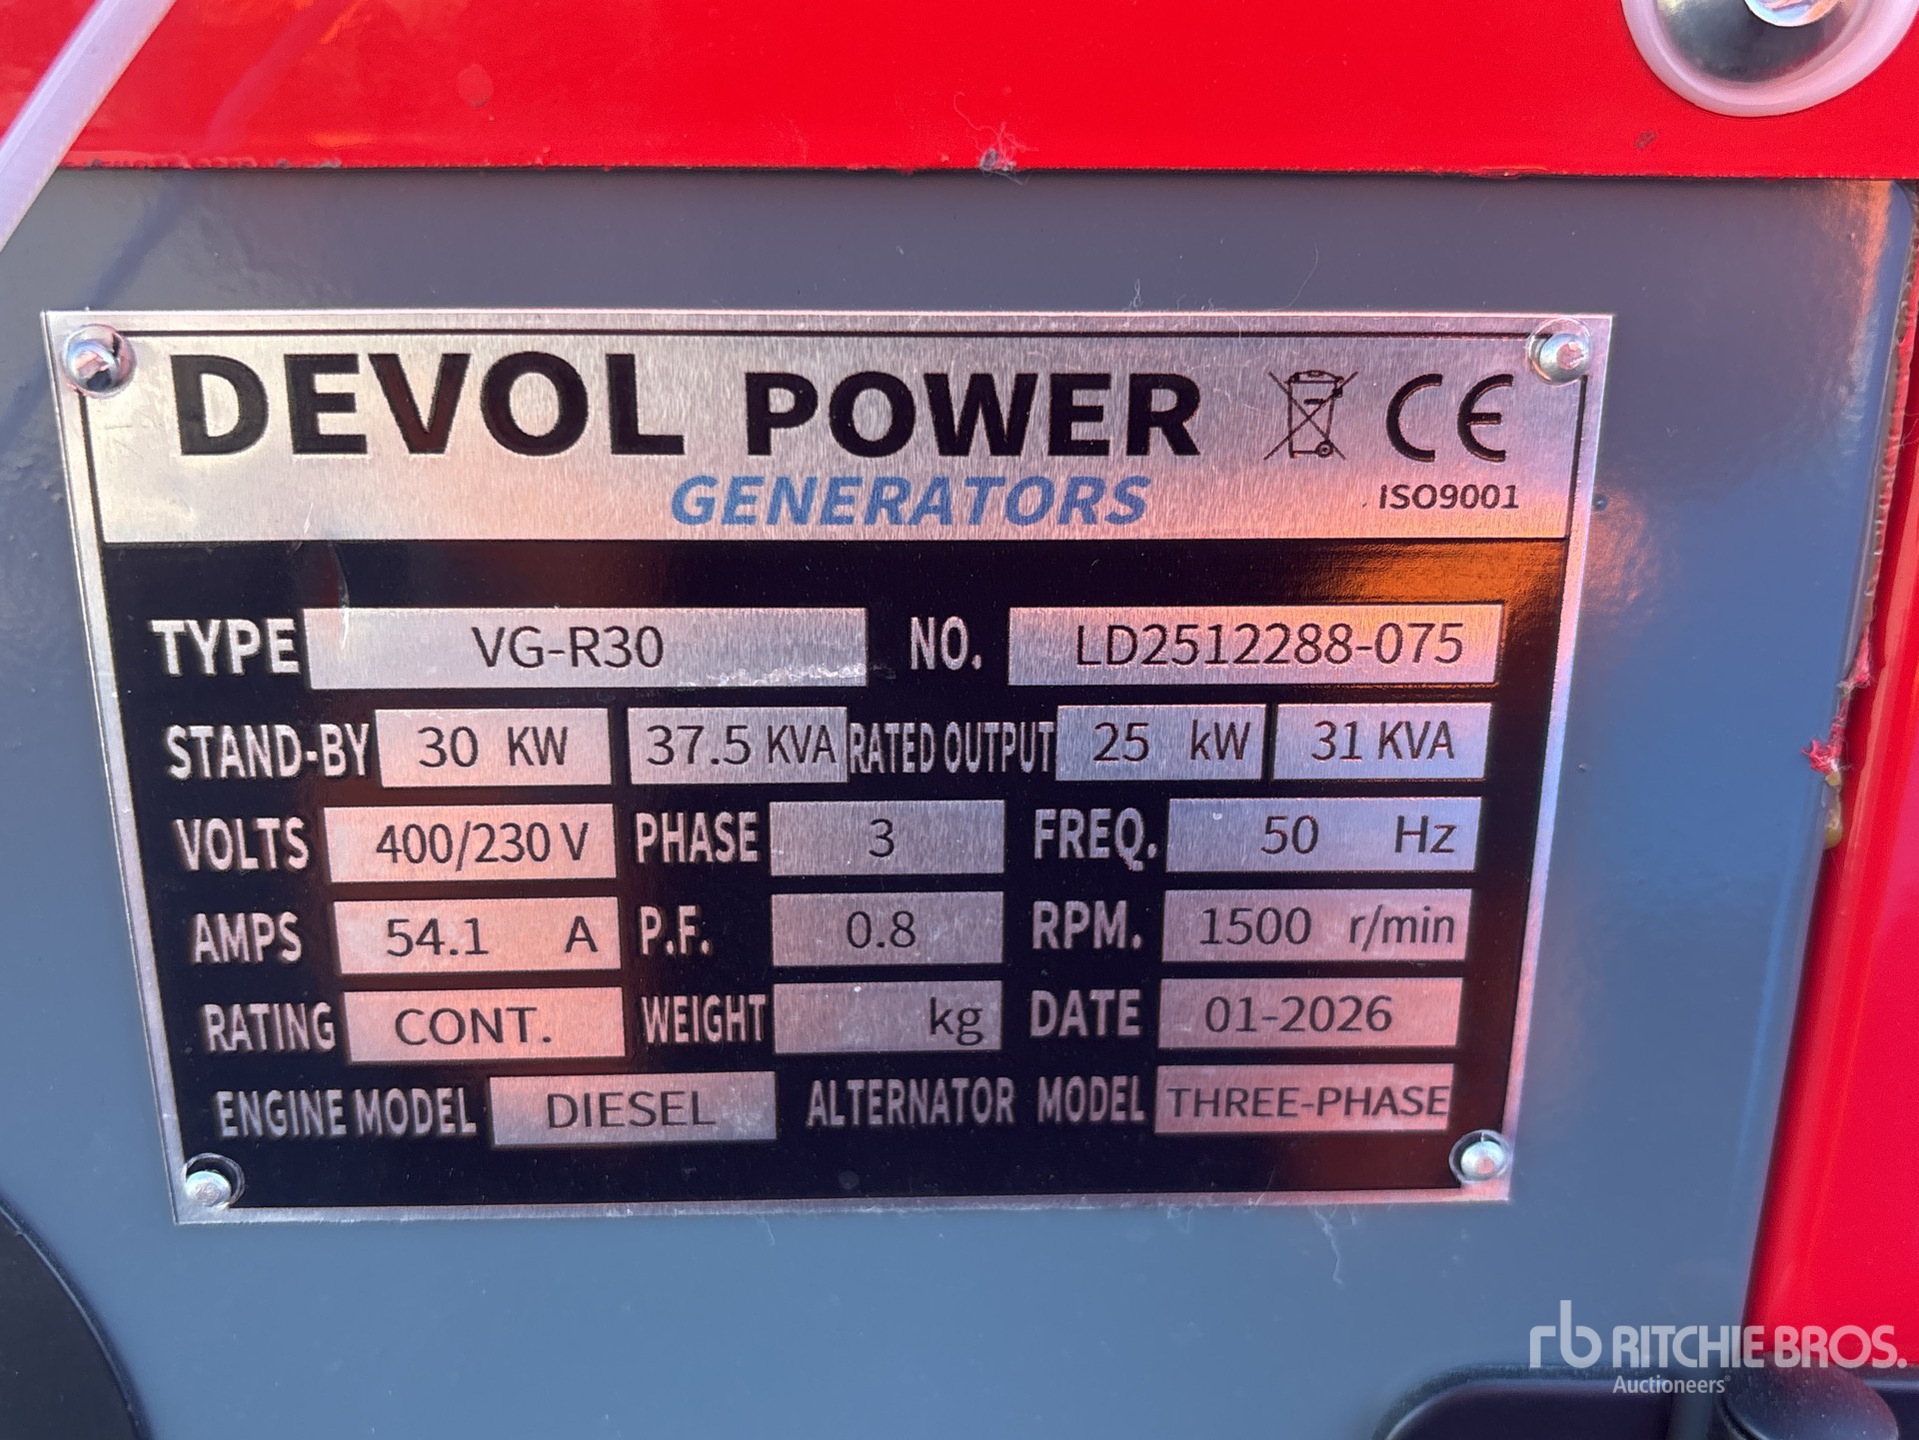 DEVOL POWER CE
GENERATORS ISO9001
TYPE VG-R30 NO. LD2512288-075
STAND-BY 30 KW 37.5 KVA RATED OUTPUT 25 kW 31 KVA
VOLTS 400/230 V PHASE 3 FREQ. 50 Hz
AMPS 54.1 A P.F. 0.8 RPM. 1500 r/min
RATING CONT. WEIGHT kg DATE 01-2026
ENGINE MODEL DIESEL ALTERNATOR MODEL THREE-PHASE
rb RITCHIE BROS.
Auctioneers